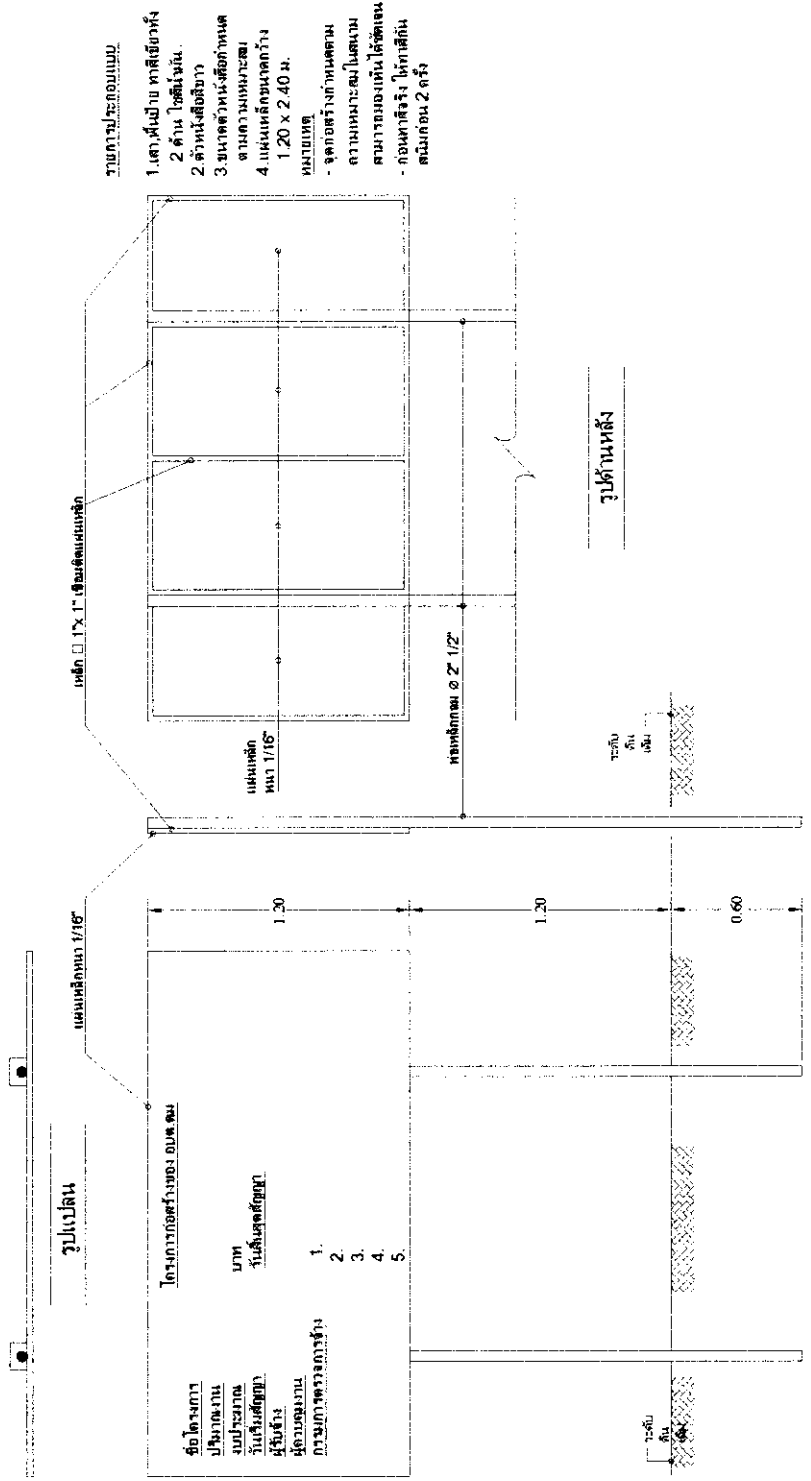 รูปแปลน
แผ่นเหล็กหนา 1/16"
เหล็ก □ 1"x 1" เชื่อมติดแผ่นเหล็ก
โครงการก่อสร้างของ อบต.คม
ชื่อโครงการ
ปริมาณงาน
งบประมาณ บาท
วันเริ่มสัญญา วันสิ้นสุดสัญญา
ผู้รับจ้าง
ผู้ควบคุมงาน
กรรมการตรวจการจ้าง 1.
2.
3.
4.
5.
1.20
1.20
0.60
ระดับ
ดิน
เดิม
แผ่นเหล็ก
หนา 1/16"
ท่อเหล็กกลม ø 2" 1/2"
ระดับ
ดิน
เดิม
รูปด้านหลัง
รายการประกอบแบบ
1.เสา,พื้นป้าย ทาสีเขียวทั้ง
2 ด้าน ใช้สีน้ำมัน.
2.ตัวหนังสือสีขาว
3.ขนาดตัวหนังสือกำหนด
ตามความเหมาะสม
4.แผ่นเหล็กขนาดกว้าง
1.20 x 2.40 ม.
หมายเหตุ
- จุดก่อสร้างกำหนดตาม
ความเหมาะสมในสนาม
สามารถมองเห็นได้ชัดเจน
- ก่อนทาสีจริง ให้ทาสีกัน
สนิมก่อน 2 ครั้ง